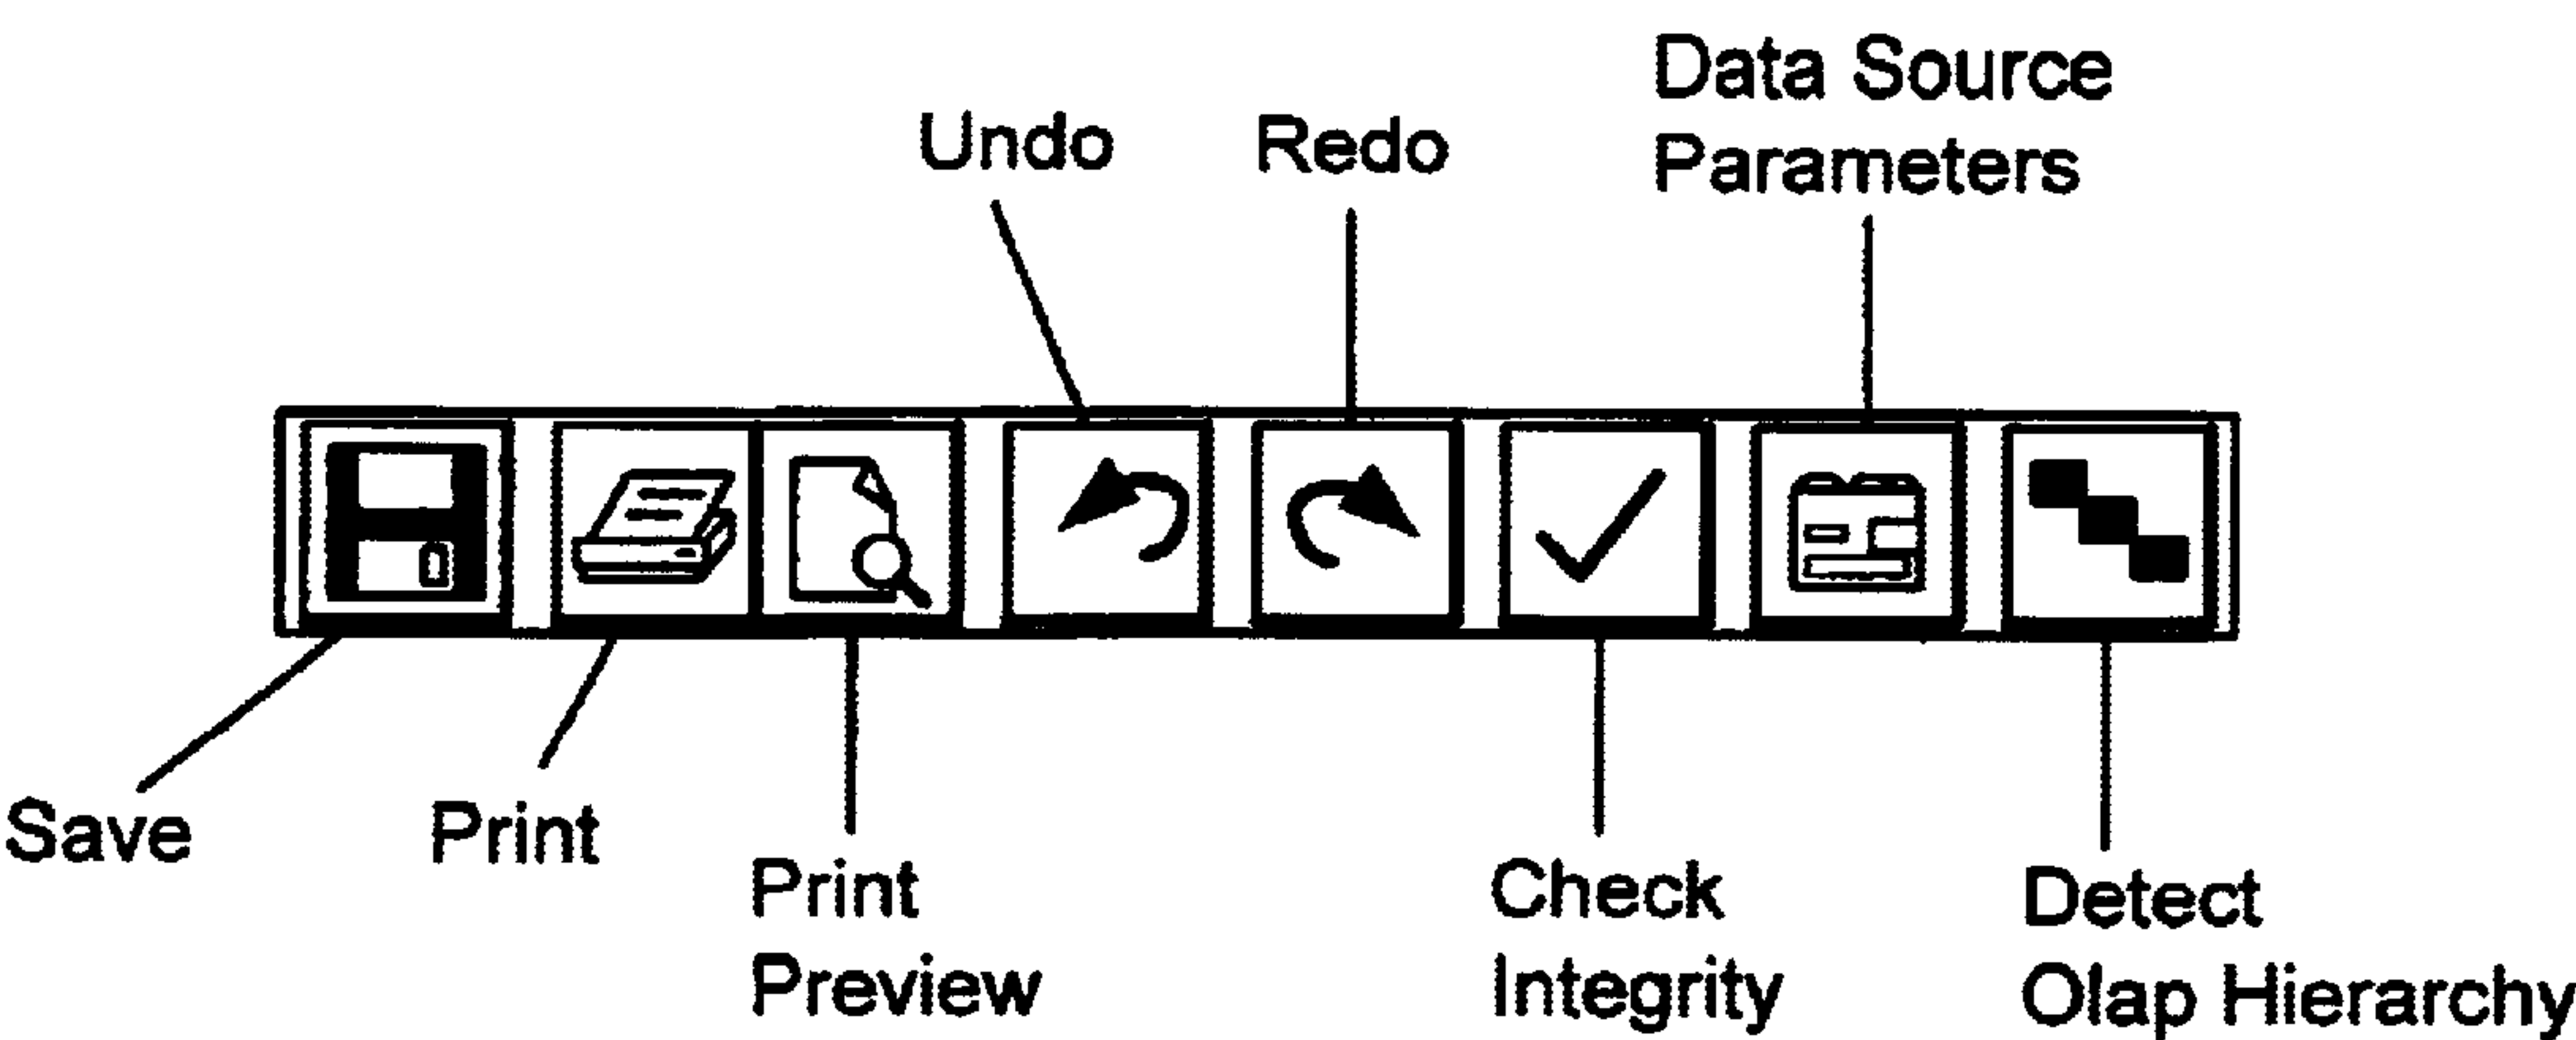 Data Source
Parameters
Undo
Redo
Save
Print
Print
Preview
Check
Integrity
Detect
Olap Hierarchy